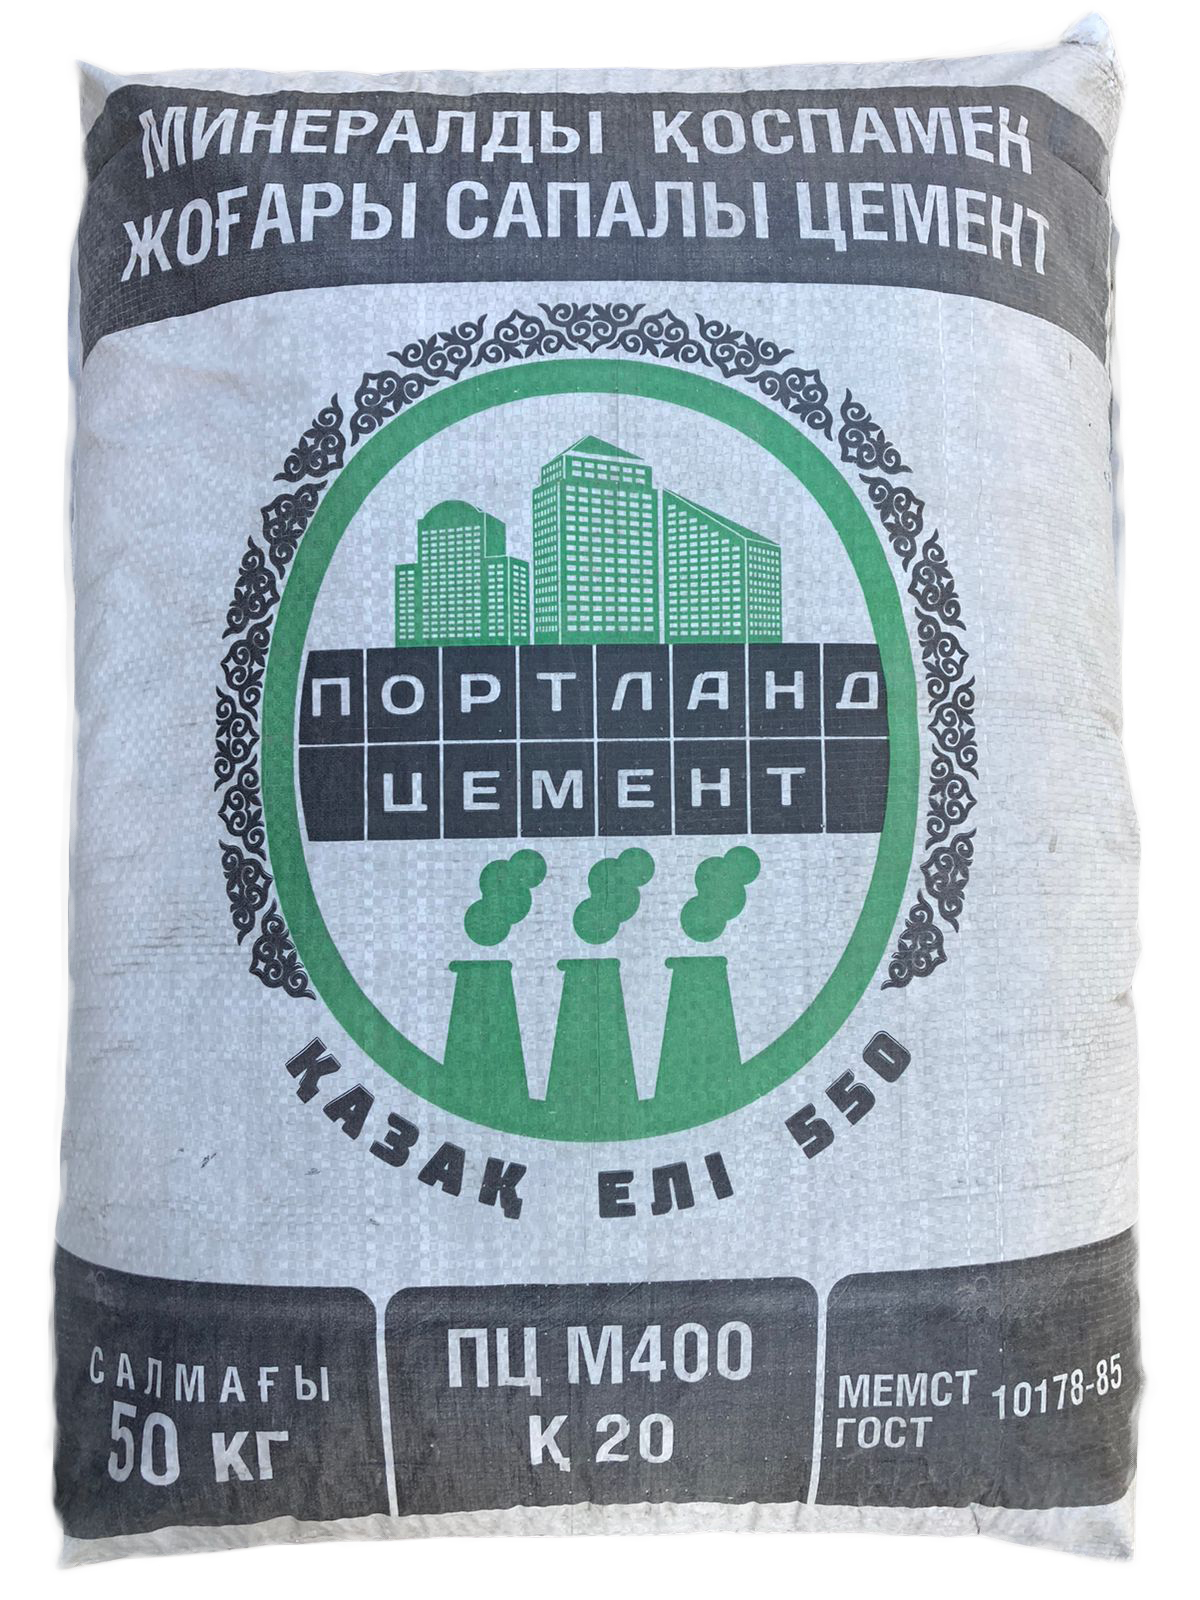 МИНЕРАЛДЫ ҚОСПАМЕН
ЖОҒАРЫ САПАЛЫ ЦЕМЕНТ
ПОРТЛАНД
ЦЕМЕНТ
ҚАЗАҚ ЕЛІ 550
САЛМАҒЫ
50 кг
ПЦ М400
Қ 20
МЕМСТ 10178-85
ГОСТ